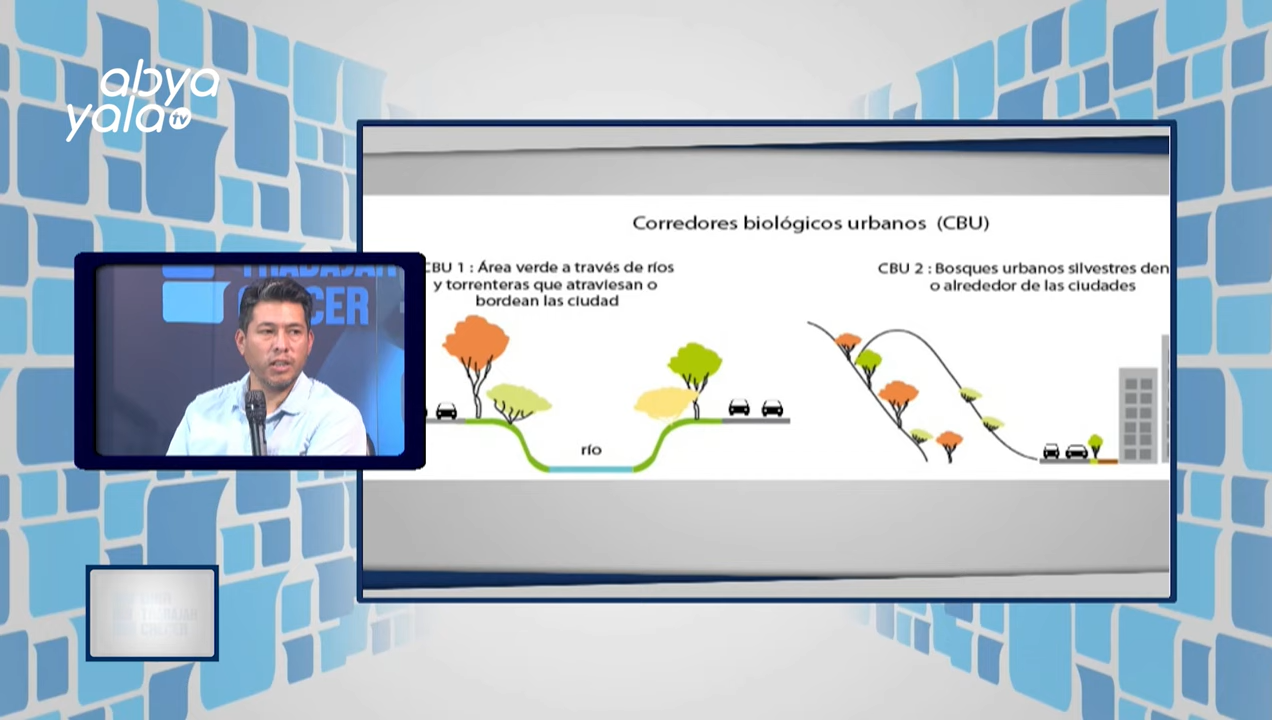 abya
yala tv
Corredores biológicos urbanos (CBU)
CBU 1 : Área verde a través de ríos
y torrenteras que atraviesan o
bordean las ciudad
CBU 2 : Bosques urbanos silvestres den
o alrededor de las ciudades
río
TRABAJAR